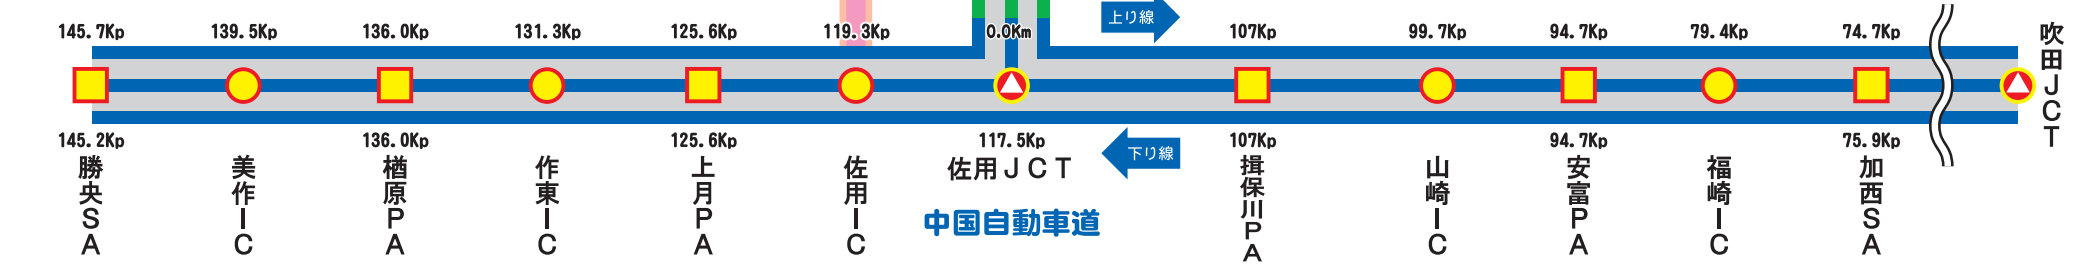 上り線
145.7Kp 139.5Kp 136.0Kp 131.3Kp 125.6Kp 119.3Kp 0.0Km 107Kp 99.7Kp 94.7Kp 79.4Kp 74.7Kp
145.2Kp 136.0Kp 125.6Kp 117.5Kp 107Kp 94.7Kp 75.9Kp
下り線
勝央SA
美作IC
楢原PA
作東IC
上月PA
佐用IC
佐用JCT
揖保川PA
山崎IC
安富PA
福崎IC
加西SA
吹田JCT
中国自動車道